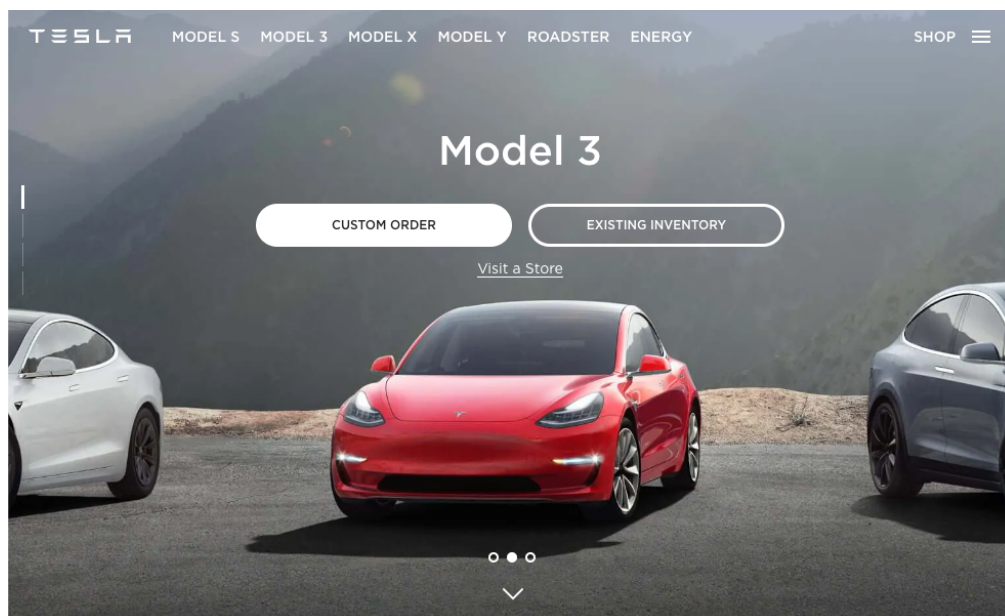 TESLA MODEL S MODEL 3 MODEL X MODEL Y ROADSTER ENERGY SHOP
Model 3
CUSTOM ORDER EXISTING INVENTORY
Visit a Store